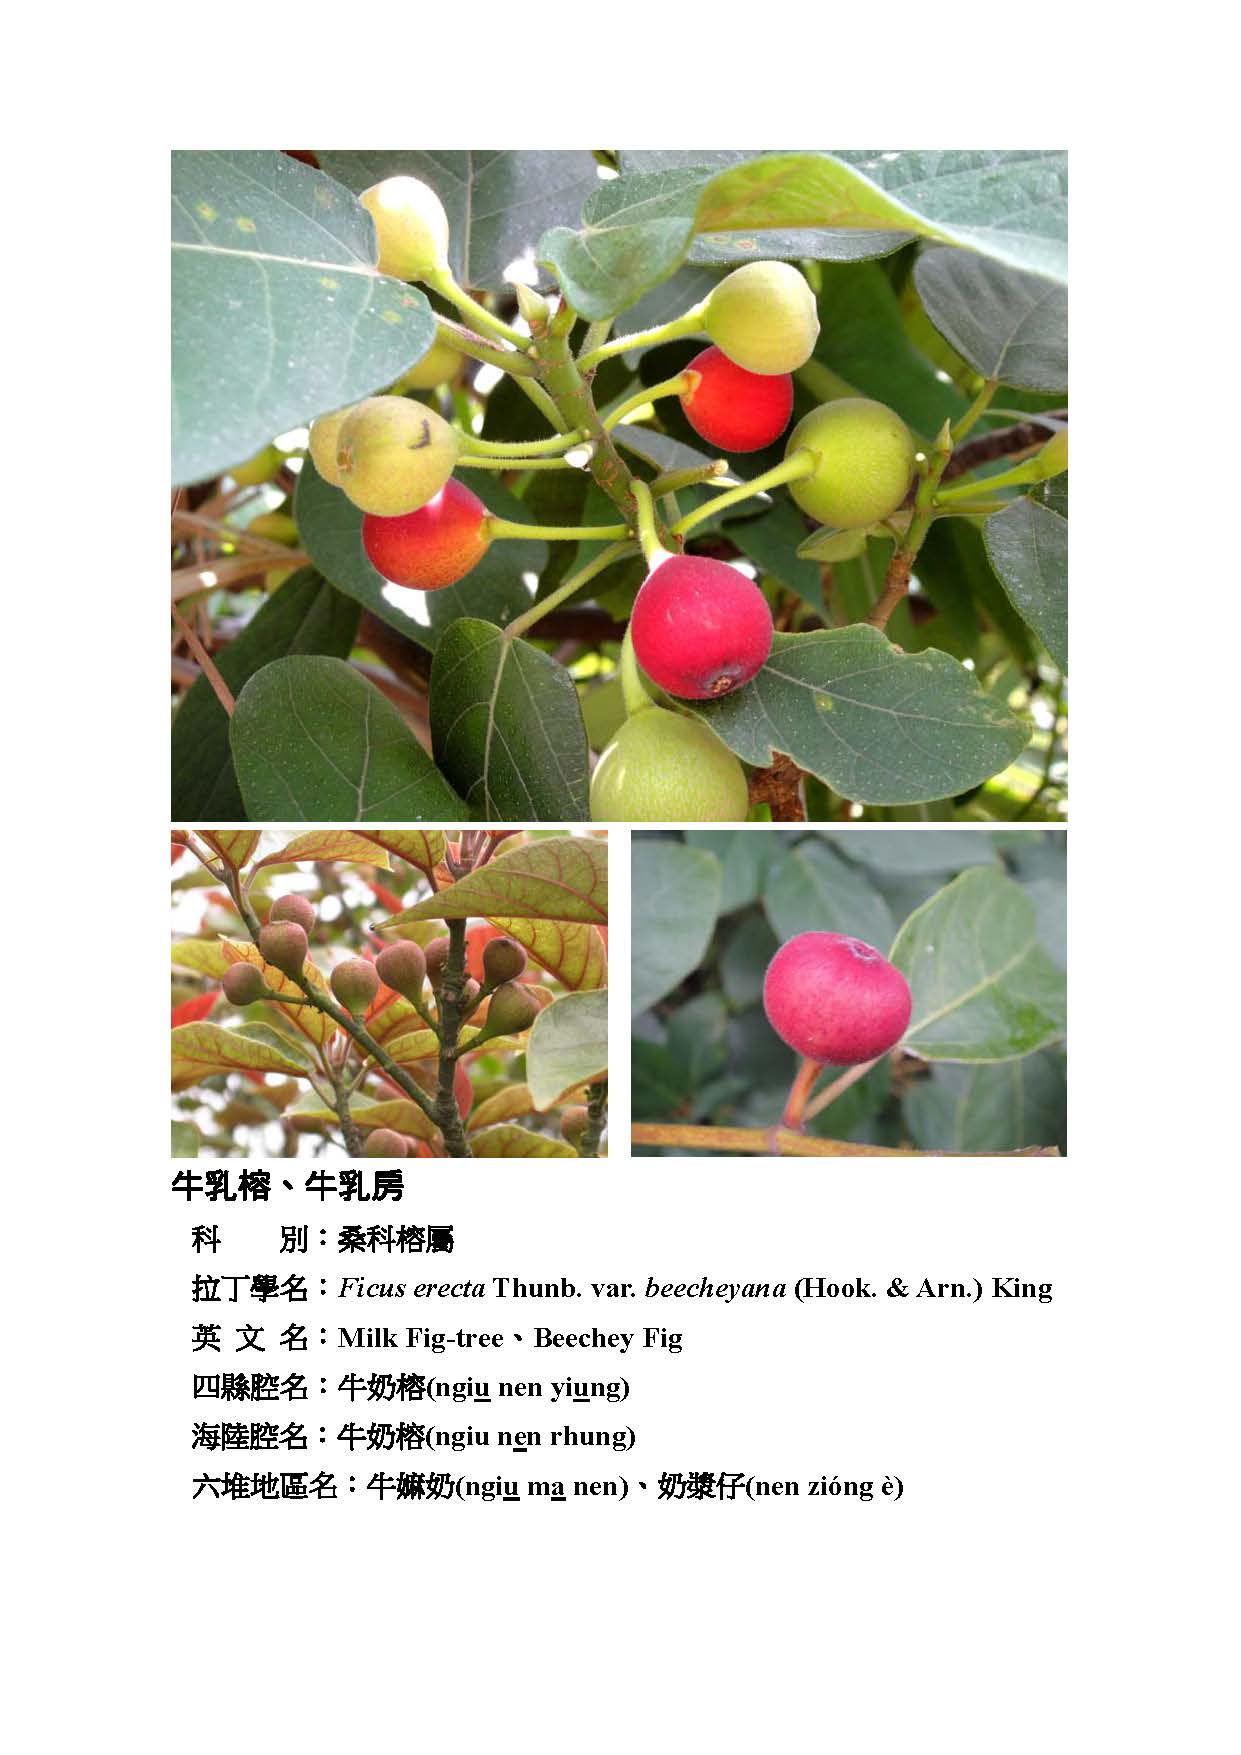 牛乳榕、牛乳房
科　　別：桑科榕屬
拉丁學名：Ficus erecta Thunb. var. beecheyana (Hook. & Arn.) King
英 文 名：Milk Fig-tree、Beechey Fig
四縣腔名：牛奶榕(ngiu nen yiung)
海陸腔名：牛奶榕(ngiu nen rhung)
六堆地區名：牛嫲奶(ngiu ma nen)、奶漿仔(nen zióng è)